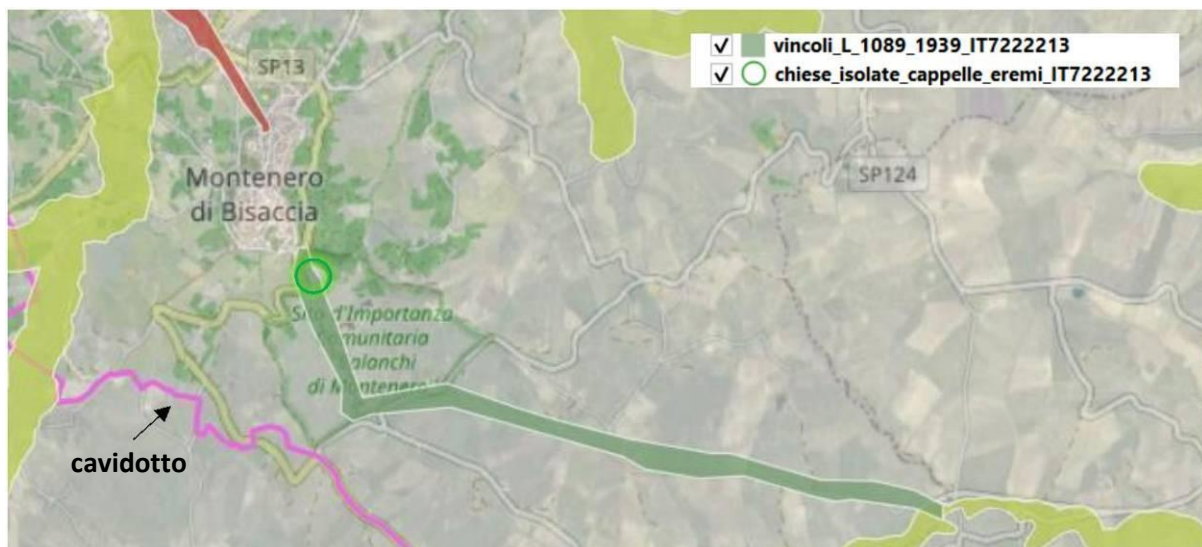 vincoli_L_1089_1939_IT7222213
chiese_isolate_cappelle_eremi_IT7222213
SP13
Montenero
di Bisaccia
SP124
Sito d'Importanza
Comunitaria
Calanchi
di Montenero
cavidotto